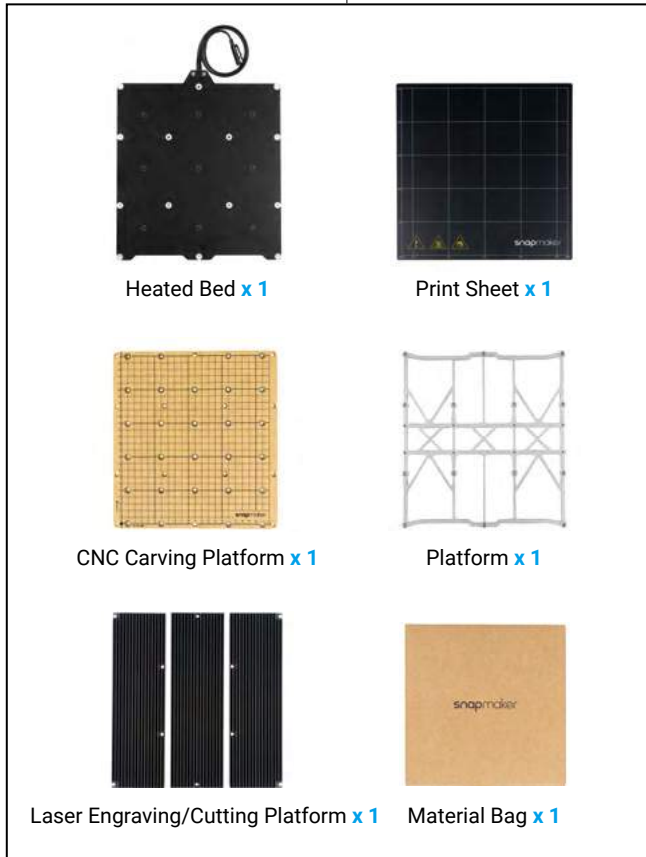 snapmaker
Heated Bed x 1
Print Sheet x 1
snapmaker
CNC Carving Platform x 1
Platform x 1
snapmaker
Laser Engraving/Cutting Platform x 1
Material Bag x 1